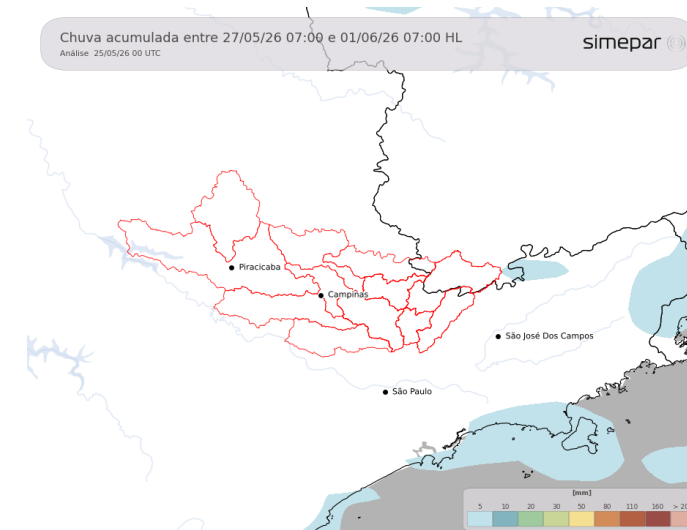 Chuva acumulada entre 27/05/26 07:00 e 01/06/26 07:00 HL
Análise 25/05/26 00 UTC
simepar
Piracicaba
Campinas
São José Dos Campos
São Paulo
[mm]
5 10 20 30 50 80 110 160